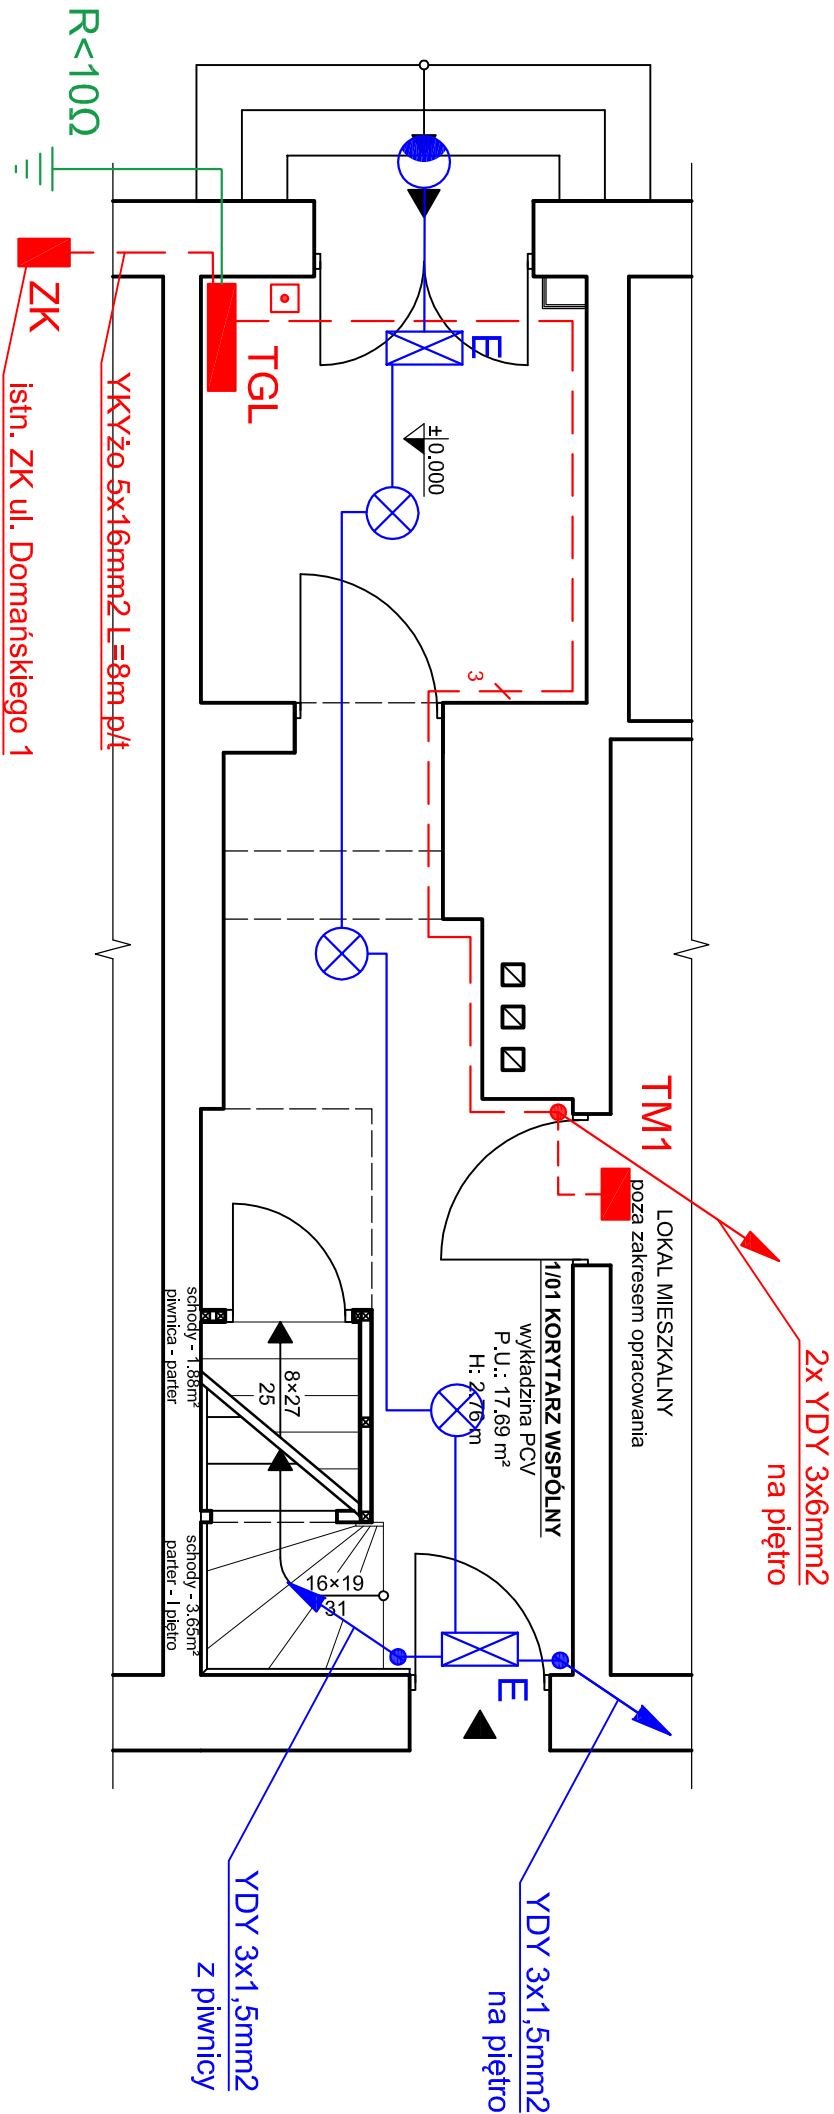 R<10Ω
ZK
istn. ZK ul. Domańskiego 1
YKYżo 5x16mm2 L=8m p/t
TGL
E
±0.000
3
TM1
LOKAL MIESZKALNY
poza zakresem opracowania
2x YDY 3x6mm2
na piętro
1/01 KORYTARZ WSPÓLNY
wykładzina PCV
P.U.: 17.69 m²
H: 2,76 m
8×27
25
schody - 1.88m²
piwnica - parter
16×19
31
schody - 3.65m²
parter - I piętro
E
YDY 3x1,5mm2
na piętro
YDY 3x1,5mm2
z piwnicy